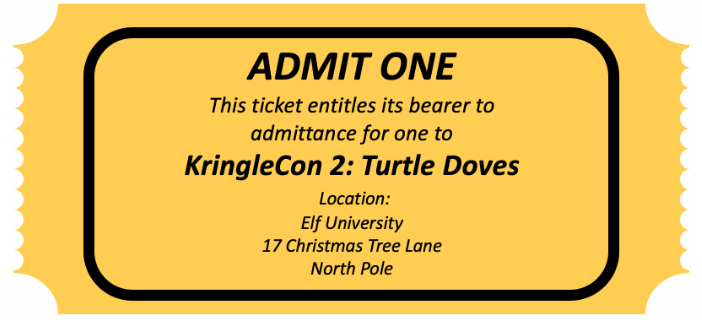 ADMIT ONE
This ticket entitles its bearer to
admittance for one to
KringleCon 2: Turtle Doves
Location:
Elf University
17 Christmas Tree Lane
North Pole